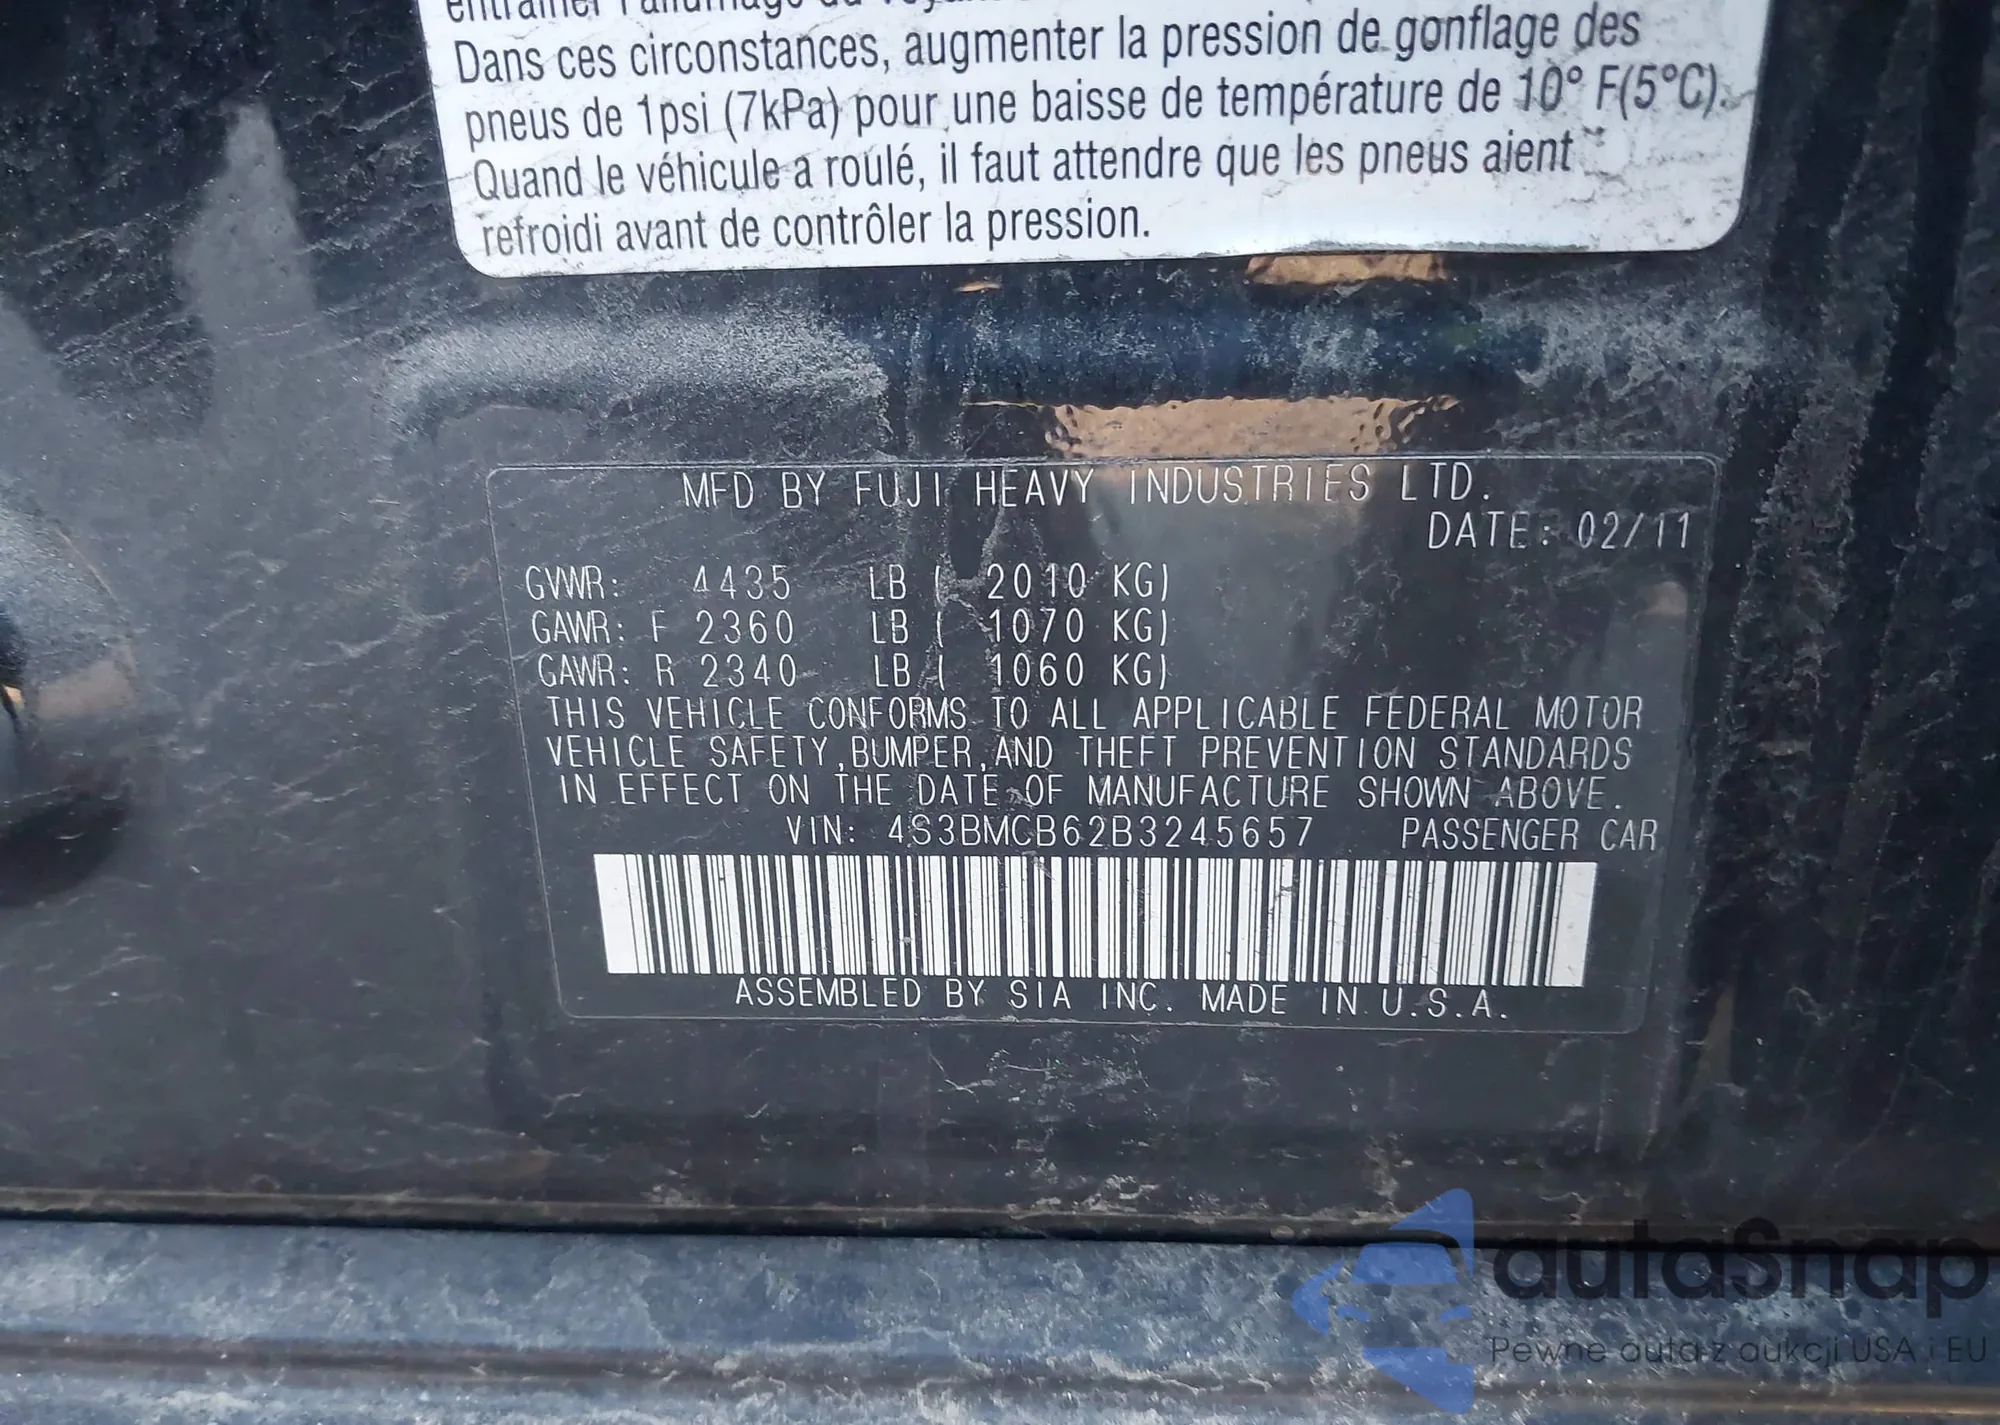 entraîner l'allumage du
Dans ces circonstances, augmenter la pression de gonflage des
pneus de 1psi (7kPa) pour une baisse de température de 10° F(5°C).
Quand le véhicule a roulé, il faut attendre que les pneus aient
refroidi avant de contrôler la pression.
MFD BY FUJI HEAVY INDUSTRIES LTD.
DATE: 02/11
GVWR: 4435 LB ( 2010 KG)
GAWR: F 2360 LB ( 1070 KG)
GAWR: R 2340 LB ( 1060 KG)
THIS VEHICLE CONFORMS TO ALL APPLICABLE FEDERAL MOTOR
VEHICLE SAFETY,BUMPER,AND THEFT PREVENTION STANDARDS
IN EFFECT ON THE DATE OF MANUFACTURE SHOWN ABOVE.
VIN: 4S3BMCB62B3245657 PASSENGER CAR
ASSEMBLED BY SIA INC. MADE IN U.S.A.
autaSnap
Pewne auta z aukcji USA i EU